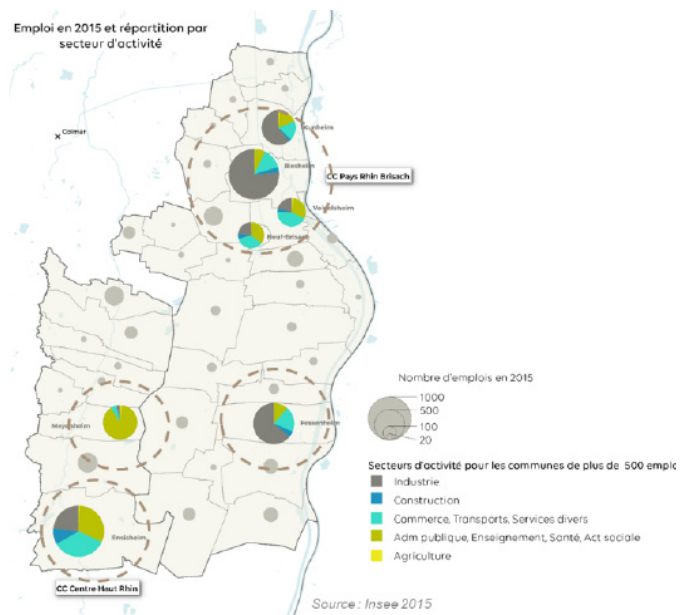 Emploi en 2015 et répartition par
secteur d'activité
Colmar
Kunheim
Biesheim
CC Pays Rhin Brisach
Volgelsheim
Neuf-Brisach
Nombre d'emplois en 2015
1000
500
100
20
Meyenheim
Fessenheim
Secteurs d'activité pour les communes de plus de 500 emplo
Industrie
Construction
Commerce, Transports, Services divers
Adm publique, Enseignement, Santé, Act sociale
Agriculture
Ensisheim
CC Centre Haut Rhin
Source : Insee 2015